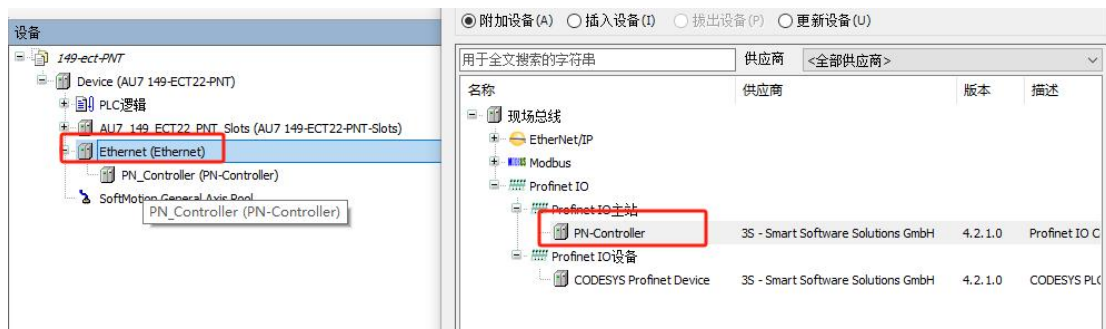 设备
149-ect-PNT
Device (AU7 149-ECT22-PNT)
PLC逻辑
AU7_149_ECT22_PNT_Slots (AU7 149-ECT22-PNT-Slots)
Ethernet (Ethernet)
PN_Controller (PN-Controller)
SoftMotion General Axis Pool
PN_Controller (PN-Controller)
附加设备(A) 插入设备(I) 拔出设备(P) 更新设备(U)
用于全文搜索的字符串 供应商 <全部供应商>
名称 供应商 版本 描述
现场总线
EtherNet/IP
Modbus
Profinet IO
Profinet IO主站
PN-Controller 3S - Smart Software Solutions GmbH 4.2.1.0 Profinet IO C
Profinet IO设备
CODESYS Profinet Device 3S - Smart Software Solutions GmbH 4.2.1.0 CODESYS PL(